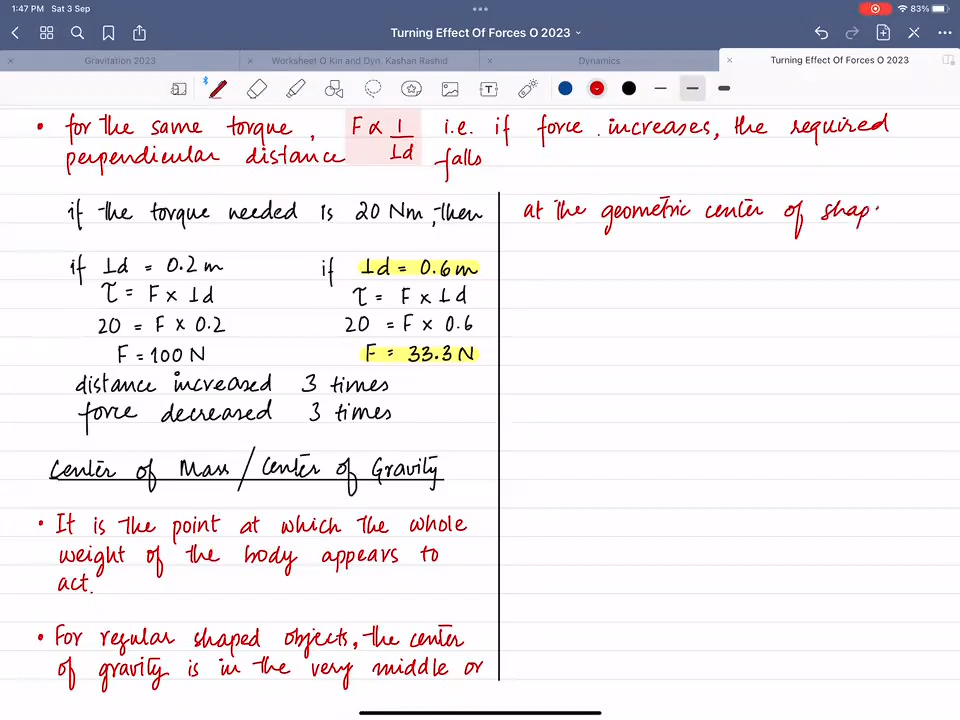 1:47 PM Sat 3 Sep
83%
Turning Effect Of Forces O 2023
Gravitation 2023
Worksheet O Kin and Dyn. Kashan Rashid
Dynamics
Turning Effect Of Forces O 2023
• for the same torque, F ∝ 1/⊥d i.e. if force increases, the required
perpendicular distance falls
if the torque needed is 20 Nm, then
if ⊥d = 0.2 m
τ = F x ⊥d
20 = F x 0.2
F = 100 N
if ⊥d = 0.6 m
τ = F x ⊥d
20 = F x 0.6
F = 33.3 N
distance increased 3 times
force decreased 3 times
Center of Mass / Center of Gravity
• It is the point at which the whole
weight of the body appears to
act.
• For regular shaped objects, the center
of gravity is in the very middle or
at the geometric center of shap